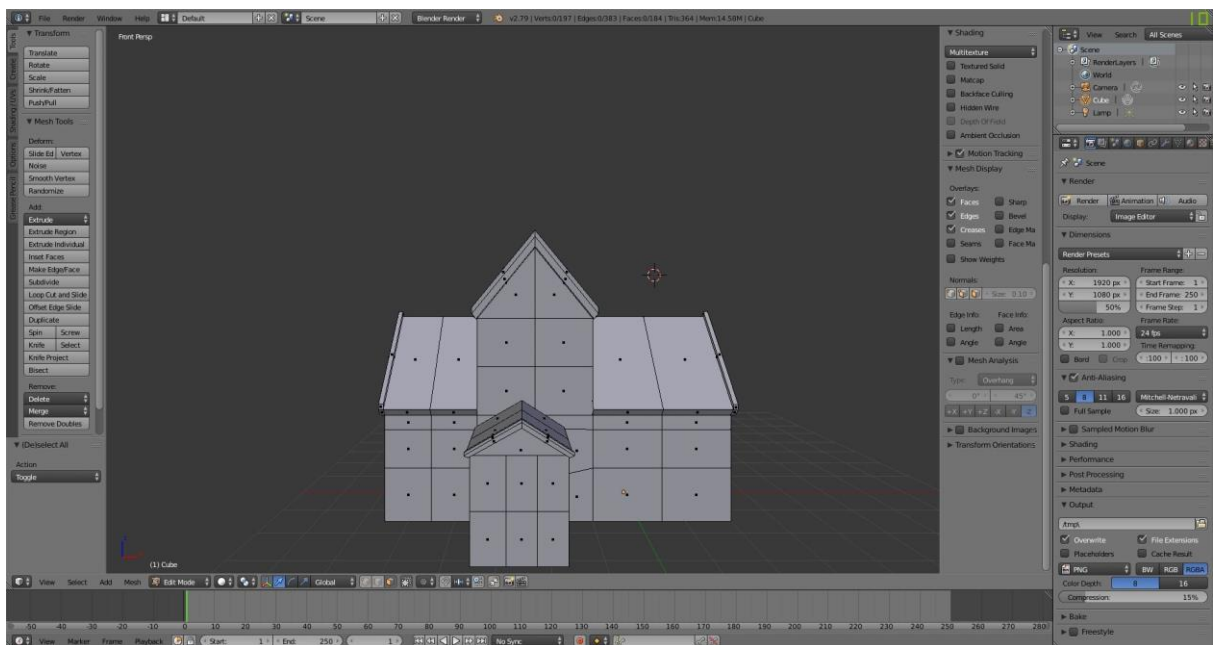 File Render Window Help Default Scene Blender Render v2.79 | Verts:0/197 | Edges:0/383 | Faces:0/184 | Tris:364 | Mem:14.58M | Cube
10
Tools
Create
Shading / UVs
Options
Grease Pencil
Transform
Translate
Rotate
Scale
Shrink/Fatten
Push/Pull
Mesh Tools
Deform:
Slide Ed Vertex
Noise
Smooth Vertex
Randomize
Add:
Extrude
Extrude Region
Extrude Individual
Inset Faces
Make Edge/Face
Subdivide
Loop Cut and Slide
Offset Edge Slide
Duplicate
Spin Screw
Knife Select
Knife Project
Bisect
Remove:
Delete
Merge
Remove Doubles
(De)select All
Action
Toggle
Front Persp
(1) Cube
Shading
Multitexture
Textured Solid
Matcap
Backface Culling
Hidden Wire
Depth Of Field
Ambient Occlusion
Motion Tracking
Mesh Display
Overlays:
Faces Sharp
Edges Bevel
Creases Edge Ma
Seams Face Ma
Show Weights
Normals:
Size: 0.10
Edge Info: Face Info:
Length Area
Angle Angle
Mesh Analysis
Type: Overhang
0° 45°
+X +Y +Z -X -Y -Z
Background Images
Transform Orientations
View Search All Scenes
Scene
RenderLayers
World
Camera
Cube
Lamp
Scene
Render
Render Animation Audio
Display: Image Editor
Dimensions
Render Presets
Resolution: Frame Range:
X: 1920 px Start Frame: 1
Y: 1080 px End Frame: 250
50% Frame Step: 1
Aspect Ratio: Frame Rate:
X: 1.000 24 fps
Y: 1.000 Time Remapping:
Bord Crop :100 :100
Anti-Aliasing
5 8 11 16 Mitchell-Netravali
Full Sample Size: 1.000 px
Sampled Motion Blur
Shading
Performance
Post Processing
Metadata
Output
/tmp\
Overwrite File Extensions
Placeholders Cache Result
PNG BW RGB RGBA
Color Depth: 8 16
Compression: 15%
Bake
Freestyle
View Select Add Mesh Edit Mode Global
-50 -40 -30 -20 -10 0 10 20 30 40 50 60 70 80 90 100 110 120 130 140 150 160 170 180 190 200 210 220 230 240 250 260 270 280
View Marker Frame Playback Start: 1 End: 250 1 No Sync